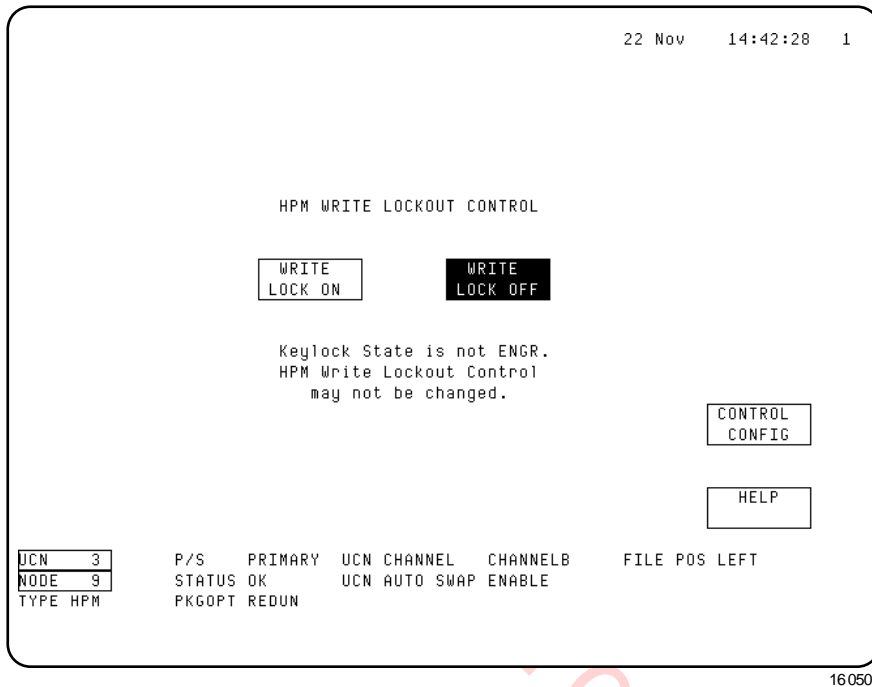 22 Nov 14:42:28 1
HPM WRITE LOCKOUT CONTROL
WRITE LOCK ON
WRITE LOCK OFF
Keylock State is not ENGR.
HPM Write Lockout Control
may not be changed.
CONTROL
CONFIG
HELP
UCN 3 P/S PRIMARY UCN CHANNEL CHANNELB FILE POS LEFT
NODE 9 STATUS OK UCN AUTO SWAP ENABLE
TYPE HPM PKGOPT REDUN
16050